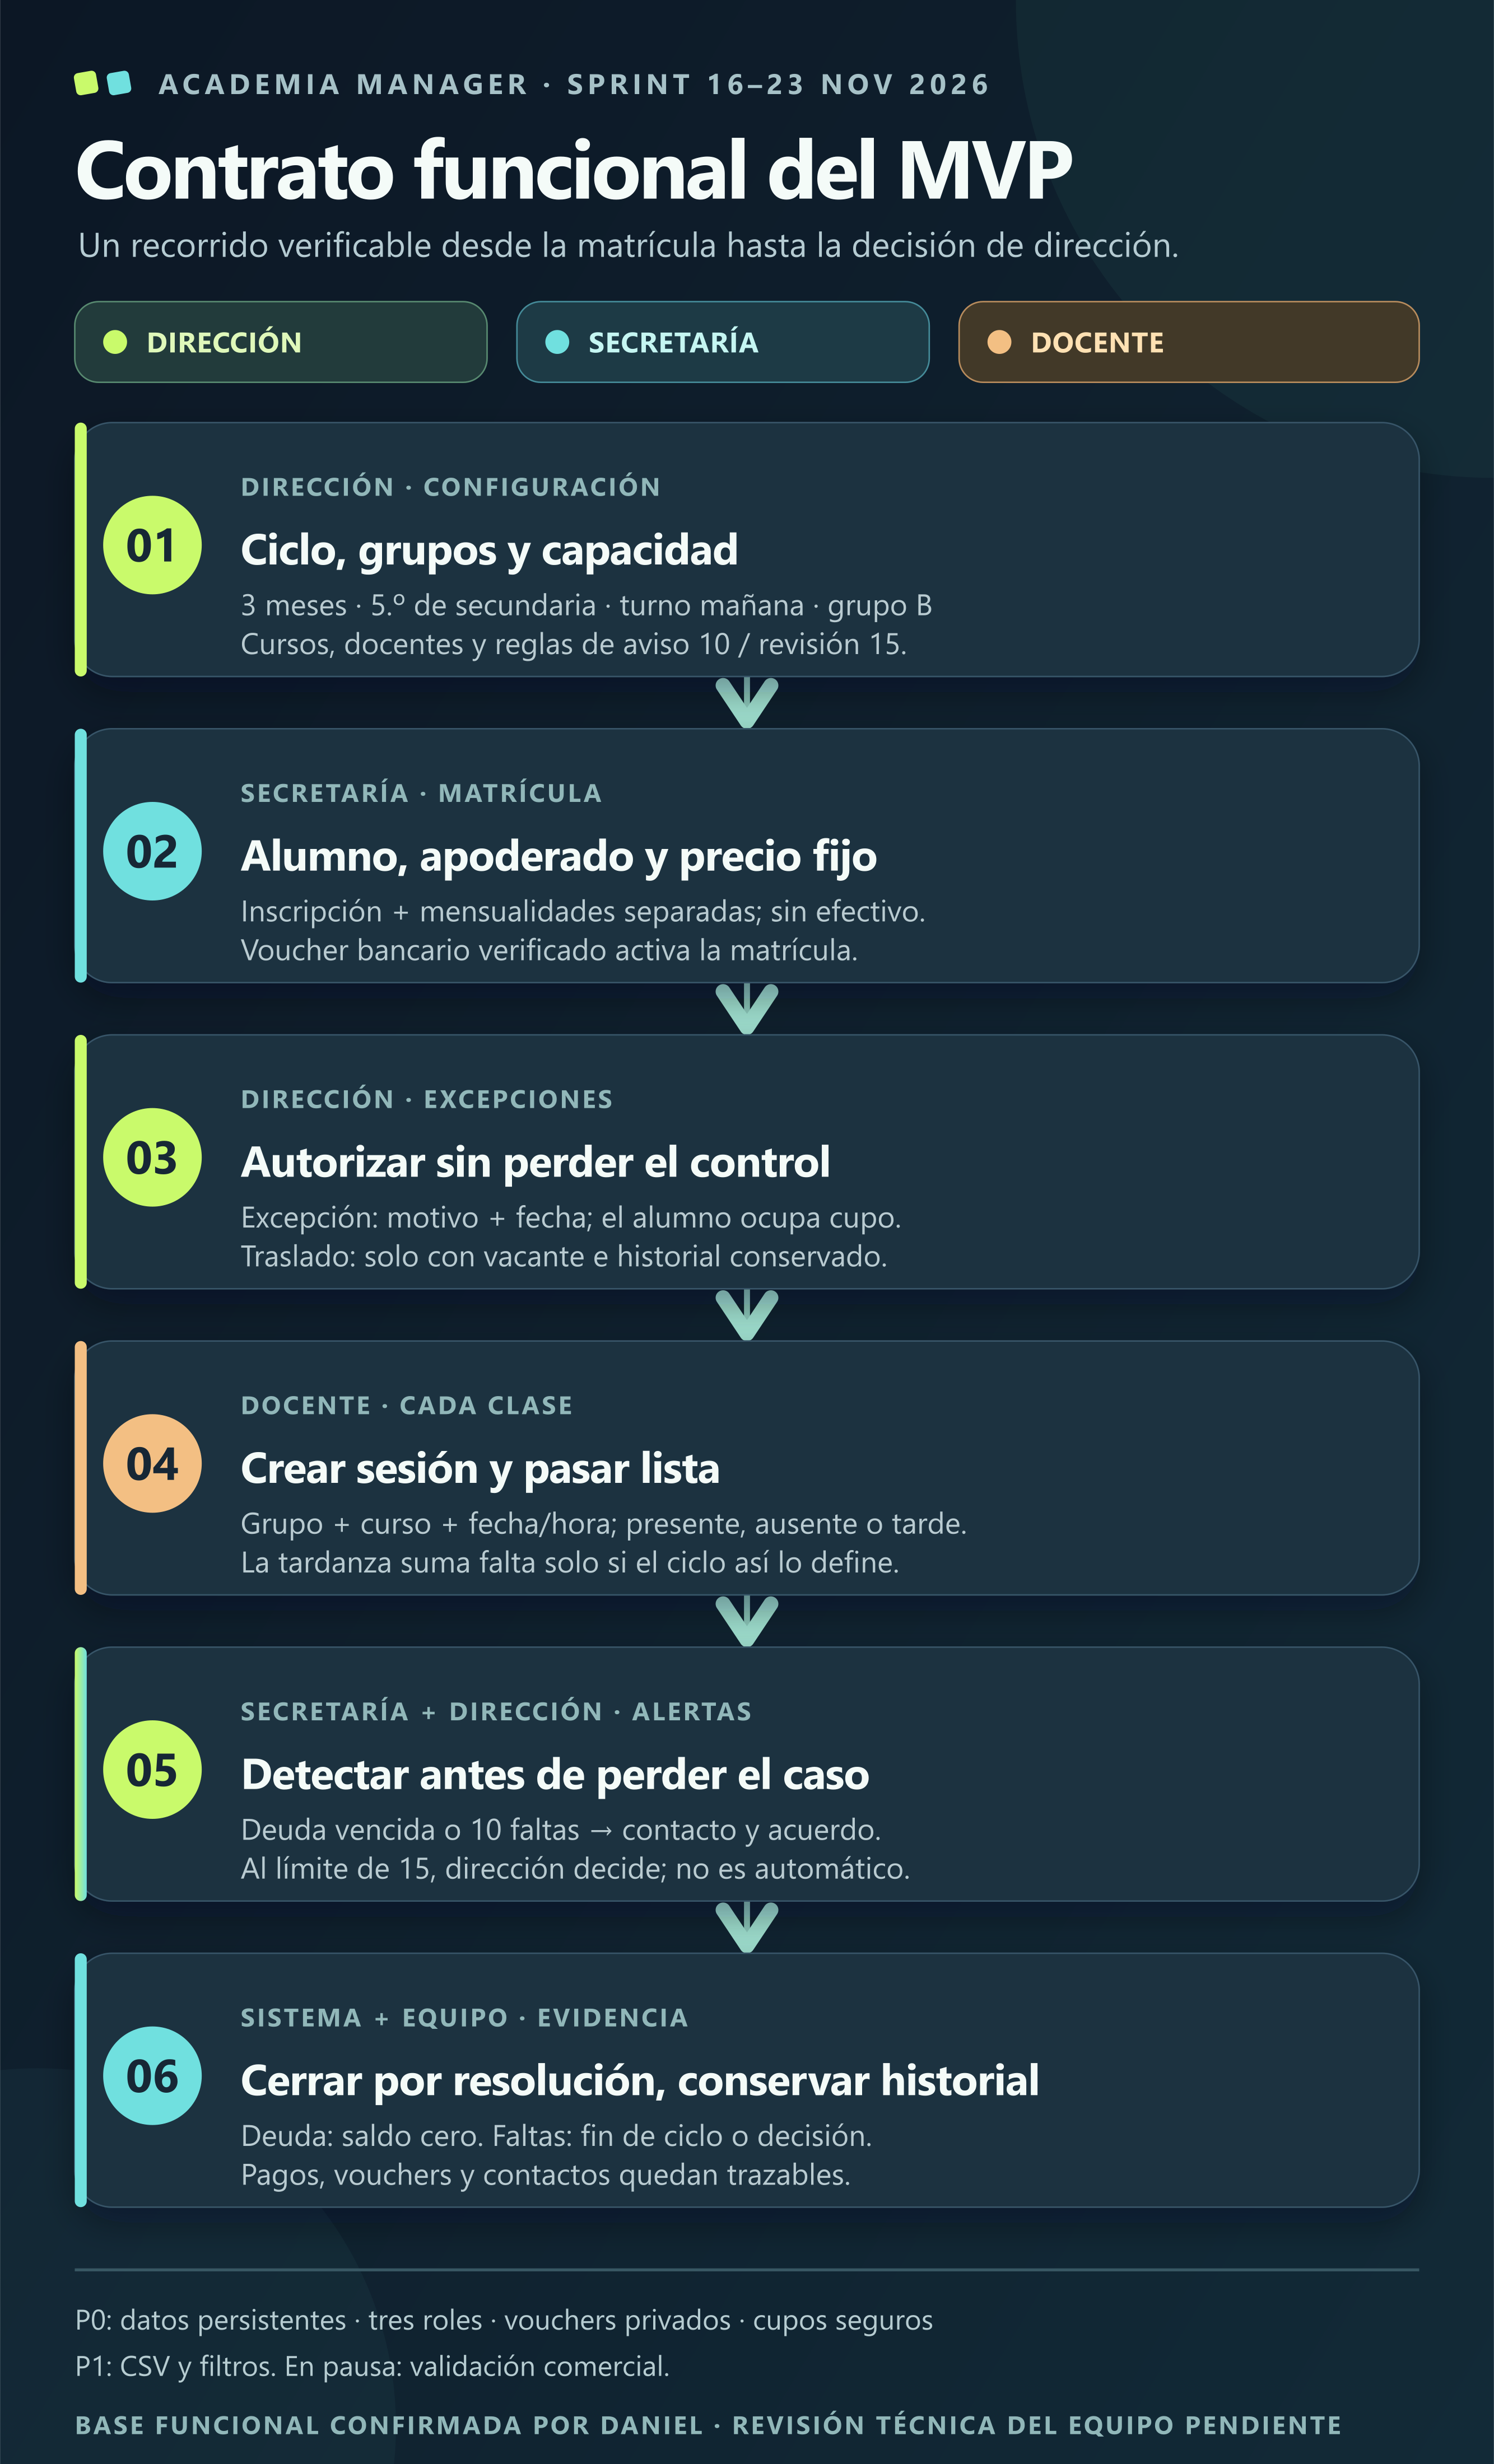 ACADEMIA MANAGER · SPRINT 16–23 NOV 2026
Contrato funcional del MVP
Un recorrido verificable desde la matrícula hasta la decisión de dirección.
DIRECCIÓN
SECRETARÍA
DOCENTE
01
DIRECCIÓN · CONFIGURACIÓN
Ciclo, grupos y capacidad
3 meses · 5.º de secundaria · turno mañana · grupo B
Cursos, docentes y reglas de aviso 10 / revisión 15.
02
SECRETARÍA · MATRÍCULA
Alumno, apoderado y precio fijo
Inscripción + mensualidades separadas; sin efectivo.
Voucher bancario verificado activa la matrícula.
03
DIRECCIÓN · EXCEPCIONES
Autorizar sin perder el control
Excepción: motivo + fecha; el alumno ocupa cupo.
Traslado: solo con vacante e historial conservado.
04
DOCENTE · CADA CLASE
Crear sesión y pasar lista
Grupo + curso + fecha/hora; presente, ausente o tarde.
La tardanza suma falta solo si el ciclo así lo define.
05
SECRETARÍA + DIRECCIÓN · ALERTAS
Detectar antes de perder el caso
Deuda vencida o 10 faltas → contacto y acuerdo.
Al límite de 15, dirección decide; no es automático.
06
SISTEMA + EQUIPO · EVIDENCIA
Cerrar por resolución, conservar historial
Deuda: saldo cero. Faltas: fin de ciclo o decisión.
Pagos, vouchers y contactos quedan trazables.
P0: datos persistentes · tres roles · vouchers privados · cupos seguros
P1: CSV y filtros. En pausa: validación comercial.
BASE FUNCIONAL CONFIRMADA POR DANIEL · REVISIÓN TÉCNICA DEL EQUIPO PENDIENTE